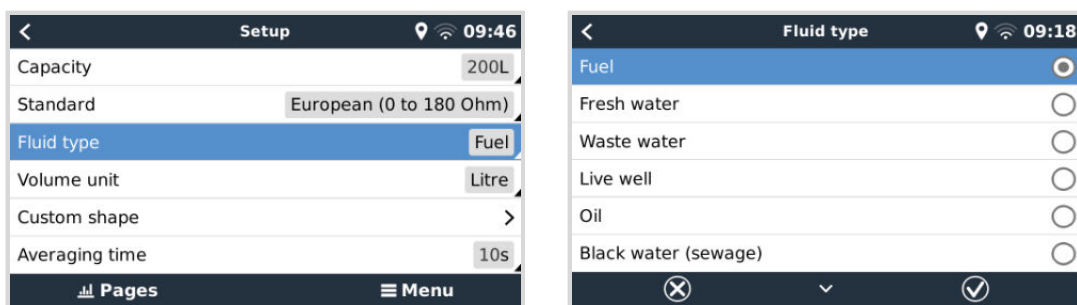 Setup 09:46
Capacity 200L
Standard European (0 to 180 Ohm)
Fluid type Fuel
Volume unit Litre
Custom shape
Averaging time 10s
Pages Menu
Fluid type 09:18
Fuel
Fresh water
Waste water
Live well
Oil
Black water (sewage)